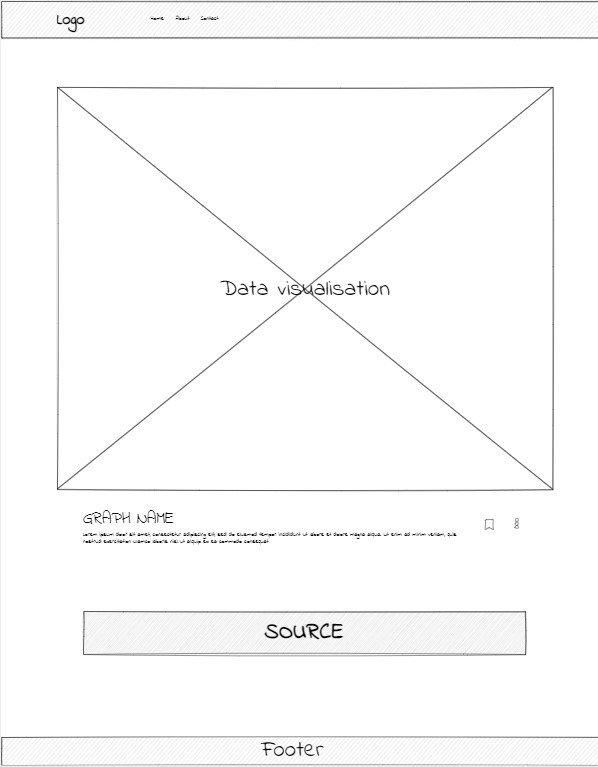 Logo
Home About Contact
Data visualisation
GRAPH NAME
Lorem ipsum dolor sit amet, consectetur adipiscing elit, sed do eiusmod tempor incididunt ut labore et dolore magna aliqua. Ut enim ad minim veniam, quis
nostrud exercitation ullamco laboris nisi ut aliquip ex ea commodo consequat
SOURCE
Footer